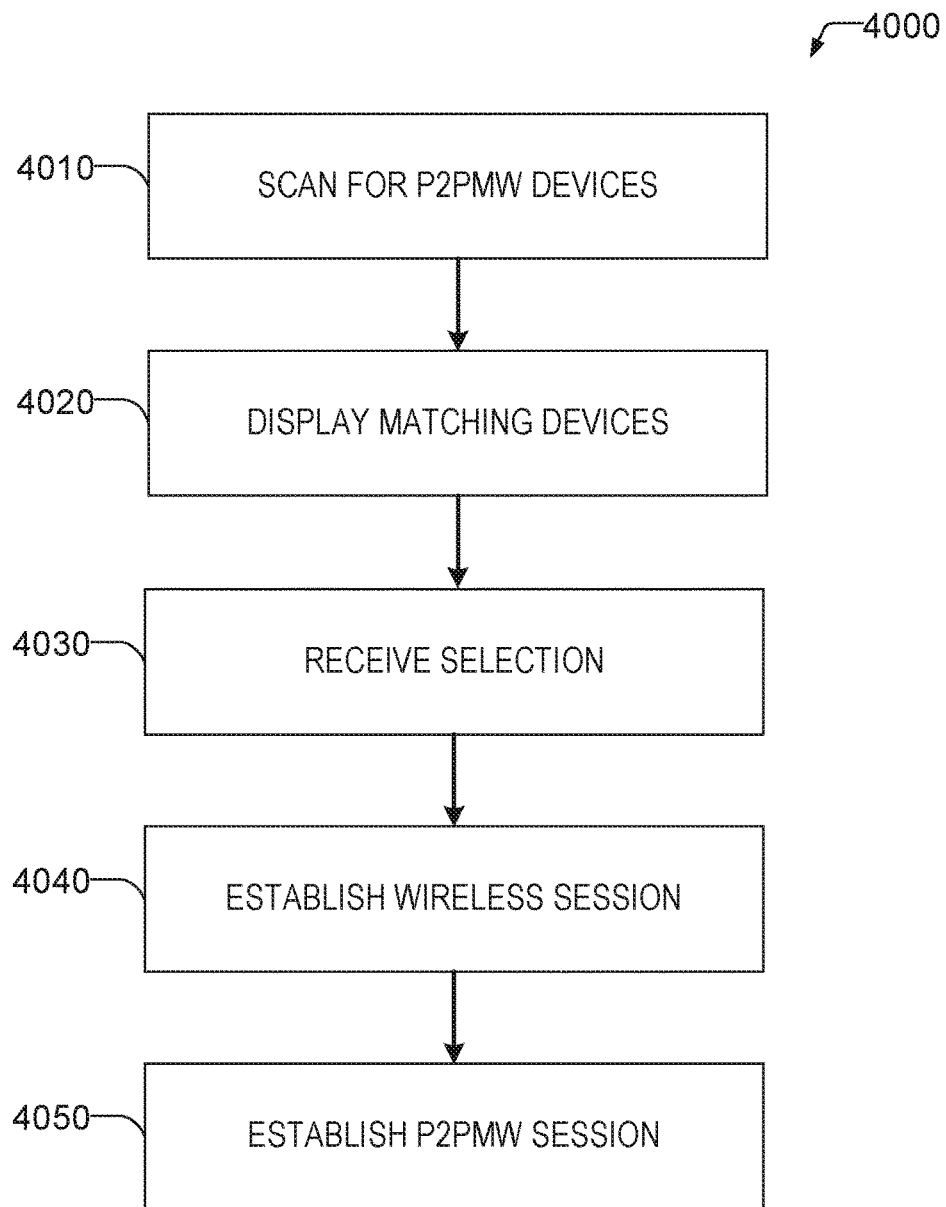 4000
4010
SCAN FOR P2PMW DEVICES
4020
DISPLAY MATCHING DEVICES
4030
RECEIVE SELECTION
4040
ESTABLISH WIRELESS SESSION
4050
ESTABLISH P2PMW SESSION